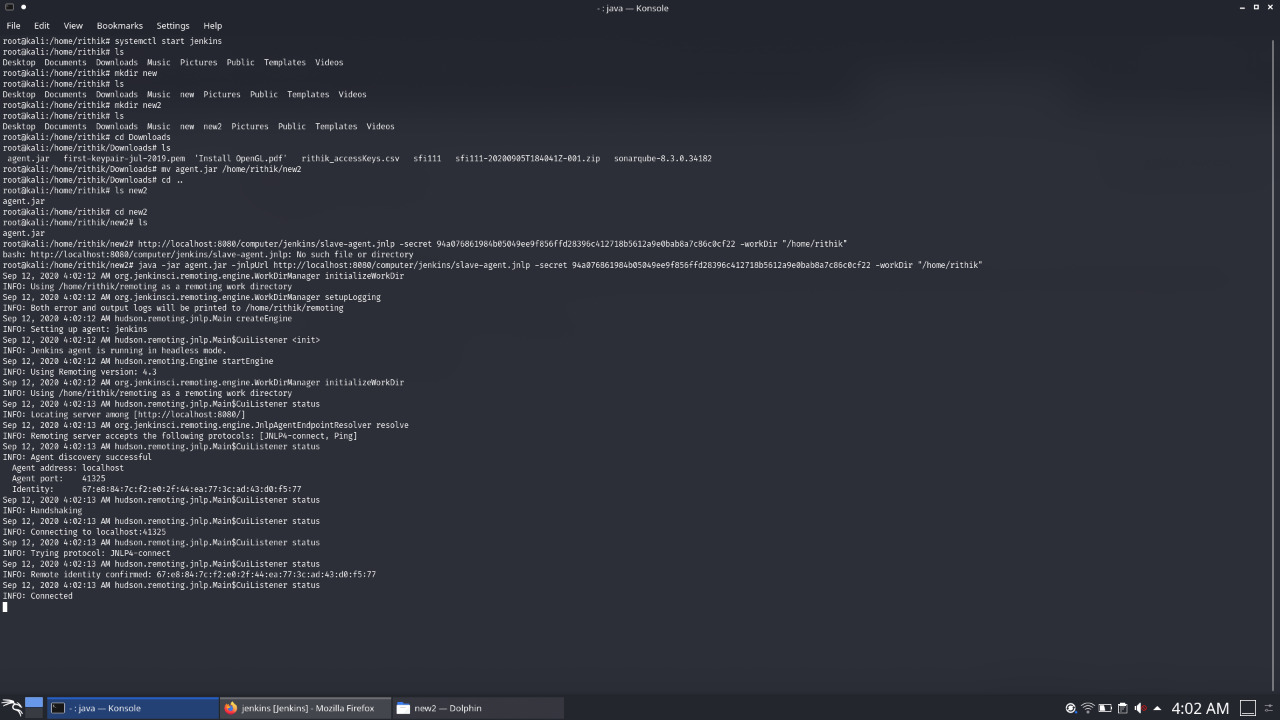 - : java — Konsole
File Edit View Bookmarks Settings Help
root@kali:/home/rithik# systemctl start jenkins
root@kali:/home/rithik# ls
Desktop Documents Downloads Music Pictures Public Templates Videos
root@kali:/home/rithik# mkdir new
root@kali:/home/rithik# ls
Desktop Documents Downloads Music new Pictures Public Templates Videos
root@kali:/home/rithik# mkdir new2
root@kali:/home/rithik# ls
Desktop Documents Downloads Music new new2 Pictures Public Templates Videos
root@kali:/home/rithik# cd Downloads
root@kali:/home/rithik/Downloads# ls
agent.jar first-keypair-jul-2019.pem 'Install OpenGL.pdf' rithik_accessKeys.csv sfi111 sfi111-20200905T184041Z-001.zip sonarqube-8.3.0.34182
root@kali:/home/rithik/Downloads# mv agent.jar /home/rithik/new2
root@kali:/home/rithik/Downloads# cd ..
root@kali:/home/rithik# ls new2
agent.jar
root@kali:/home/rithik# cd new2
root@kali:/home/rithik/new2# ls
agent.jar
root@kali:/home/rithik/new2# http://localhost:8080/computer/jenkins/slave-agent.jnlp -secret 94a076861984b05049ee9f856ffd28396c412718b5612a9e0bab8a7c86c0cf22 -workDir "/home/rithik"
bash: http://localhost:8080/computer/jenkins/slave-agent.jnlp: No such file or directory
root@kali:/home/rithik/new2# java -jar agent.jar -jnlpUrl http://localhost:8080/computer/jenkins/slave-agent.jnlp -secret 94a076861984b05049ee9f856ffd28396c412718b5612a9e0bab8a7c86c0cf22 -workDir "/home/rithik"
Sep 12, 2020 4:02:12 AM org.jenkinsci.remoting.engine.WorkDirManager initializeWorkDir
INFO: Using /home/rithik/remoting as a remoting work directory
Sep 12, 2020 4:02:12 AM org.jenkinsci.remoting.engine.WorkDirManager setupLogging
INFO: Both error and output logs will be printed to /home/rithik/remoting
Sep 12, 2020 4:02:12 AM hudson.remoting.jnlp.Main createEngine
INFO: Setting up agent: jenkins
Sep 12, 2020 4:02:12 AM hudson.remoting.jnlp.Main$CuiListener <init>
INFO: Jenkins agent is running in headless mode.
Sep 12, 2020 4:02:12 AM hudson.remoting.Engine startEngine
INFO: Using Remoting version: 4.3
Sep 12, 2020 4:02:12 AM org.jenkinsci.remoting.engine.WorkDirManager initializeWorkDir
INFO: Using /home/rithik/remoting as a remoting work directory
Sep 12, 2020 4:02:13 AM hudson.remoting.jnlp.Main$CuiListener status
INFO: Locating server among [http://localhost:8080/]
Sep 12, 2020 4:02:13 AM org.jenkinsci.remoting.engine.JnlpAgentEndpointResolver resolve
INFO: Remoting server accepts the following protocols: [JNLP4-connect, Ping]
Sep 12, 2020 4:02:13 AM hudson.remoting.jnlp.Main$CuiListener status
INFO: Agent discovery successful
Agent address: localhost
Agent port: 41325
Identity: 67:e8:84:7c:f2:e0:2f:44:ea:77:3c:ad:43:d0:f5:77
Sep 12, 2020 4:02:13 AM hudson.remoting.jnlp.Main$CuiListener status
INFO: Handshaking
Sep 12, 2020 4:02:13 AM hudson.remoting.jnlp.Main$CuiListener status
INFO: Connecting to localhost:41325
Sep 12, 2020 4:02:13 AM hudson.remoting.jnlp.Main$CuiListener status
INFO: Trying protocol: JNLP4-connect
Sep 12, 2020 4:02:13 AM hudson.remoting.jnlp.Main$CuiListener status
INFO: Remote identity confirmed: 67:e8:84:7c:f2:e0:2f:44:ea:77:3c:ad:43:d0:f5:77
Sep 12, 2020 4:02:13 AM hudson.remoting.jnlp.Main$CuiListener status
INFO: Connected
- : java — Konsole jenkins [Jenkins] - Mozilla Firefox new2 — Dolphin 4:02 AM